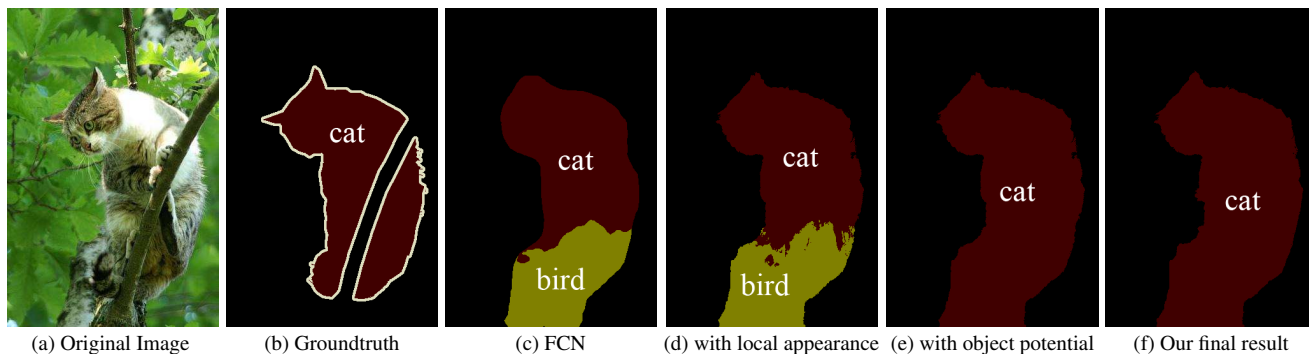 cat
cat
bird
cat
bird
cat
cat
(a) Original Image (b) Groundtruth (c) FCN (d) with local appearance (e) with object potential (f) Our final result